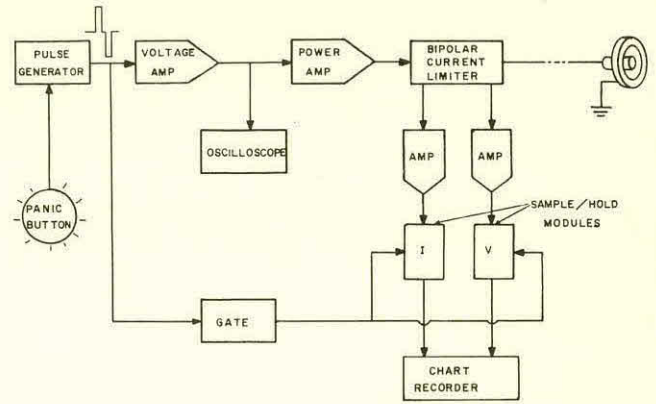 PULSE
GENERATOR
VOLTAGE
AMP
POWER
AMP
BIPOLAR
CURRENT
LIMITER
OSCILLOSCOPE
AMP
AMP
PANIC
BUTTON
SAMPLE/HOLD
MODULES
I
V
GATE
CHART
RECORDER